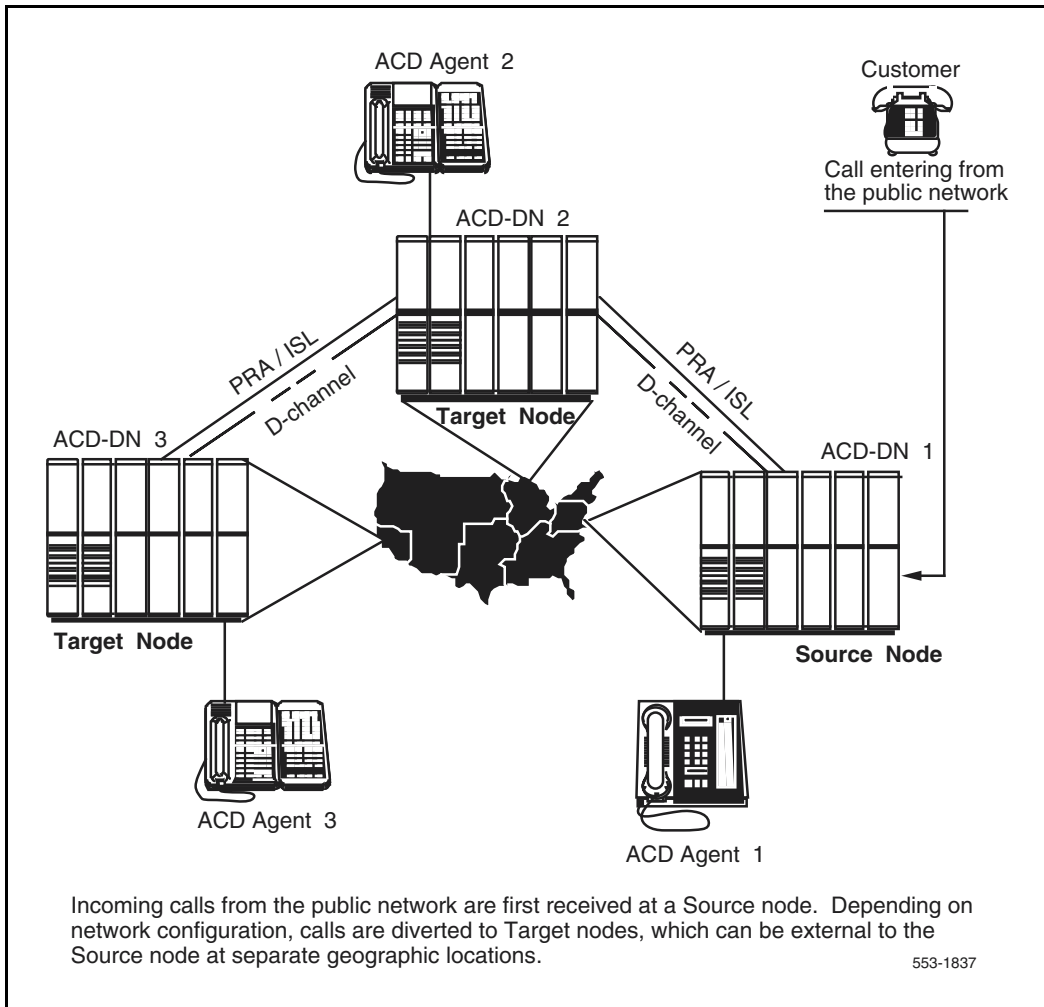 ACD Agent 2
Customer
Call entering from
the public network
ACD-DN 2
PRA / ISL
D-channel
PRA / ISL
D-channel
Target Node
ACD-DN 3
ACD-DN 1
Target Node
Source Node
ACD Agent 3
ACD Agent 1
Incoming calls from the public network are first received at a Source node. Depending on
network configuration, calls are diverted to Target nodes, which can be external to the
Source node at separate geographic locations.
553-1837